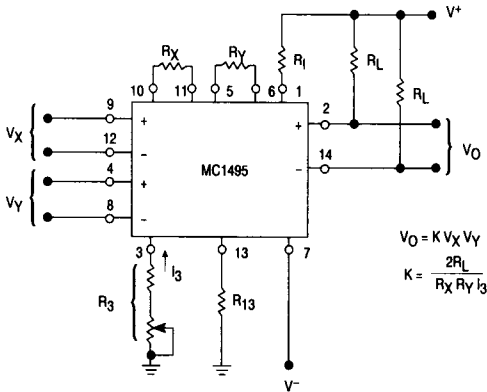 V+
RX
RY
R1
RL
RL
10
11
5
6
1
9
+
VX
12
−
4
+
VY
8
−
MC1495
+
2
−
14
VO
3
I3
13
7
R3
R13
V−
VO = K VX VY
K = 2RL / RX RY I3